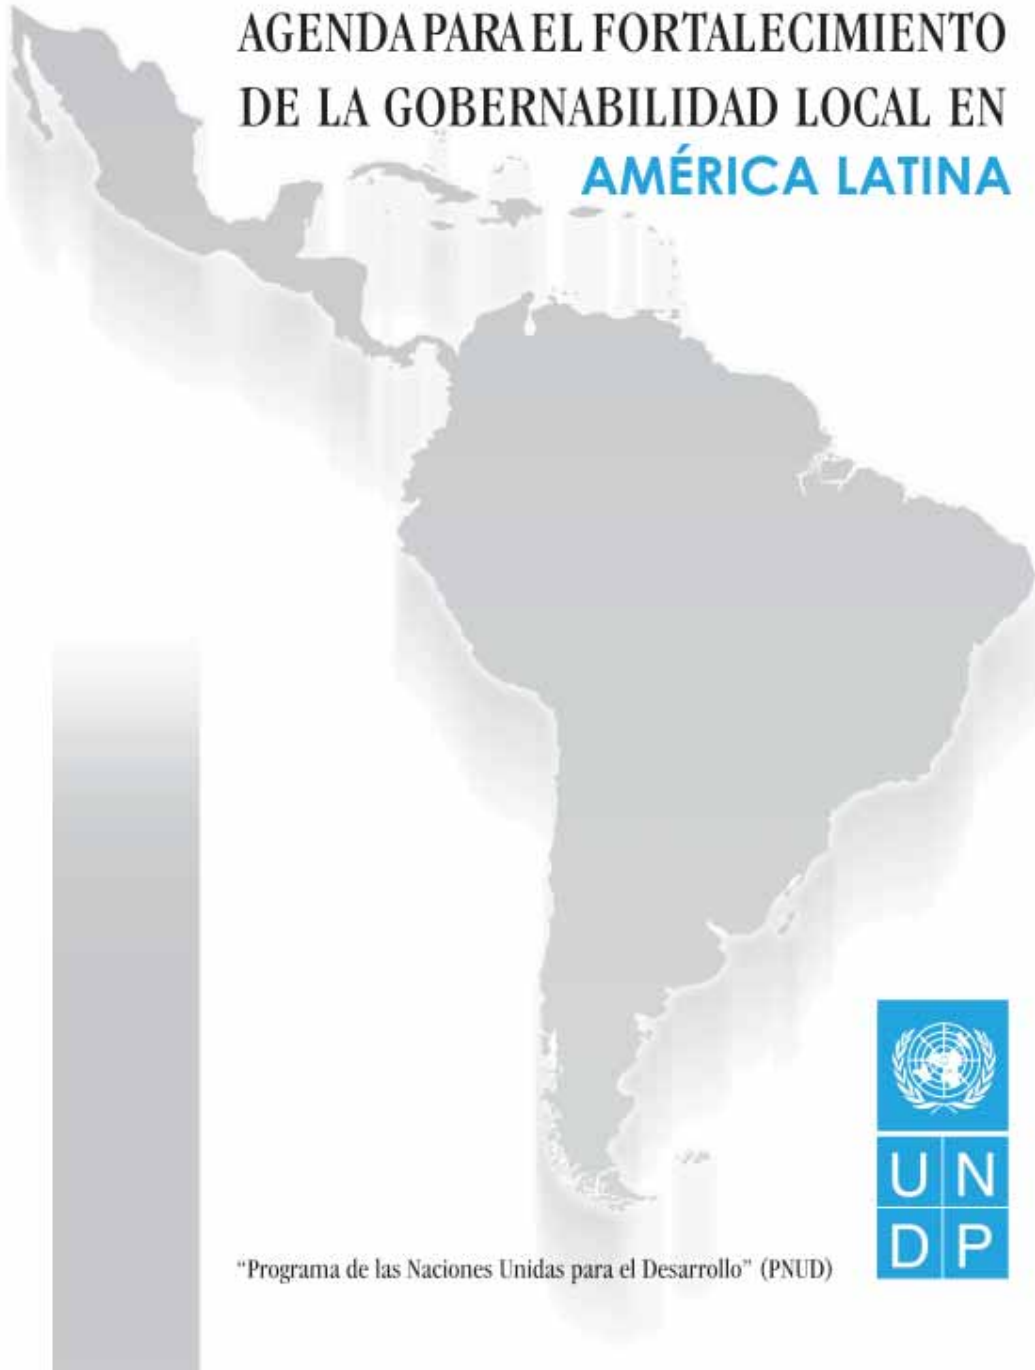 AGENDA PARA EL FORTALECIMIENTO
DE LA GOBERNABILIDAD LOCAL EN
AMÉRICA LATINA
U N
D P
“Programa de las Naciones Unidas para el Desarrollo” (PNUD)